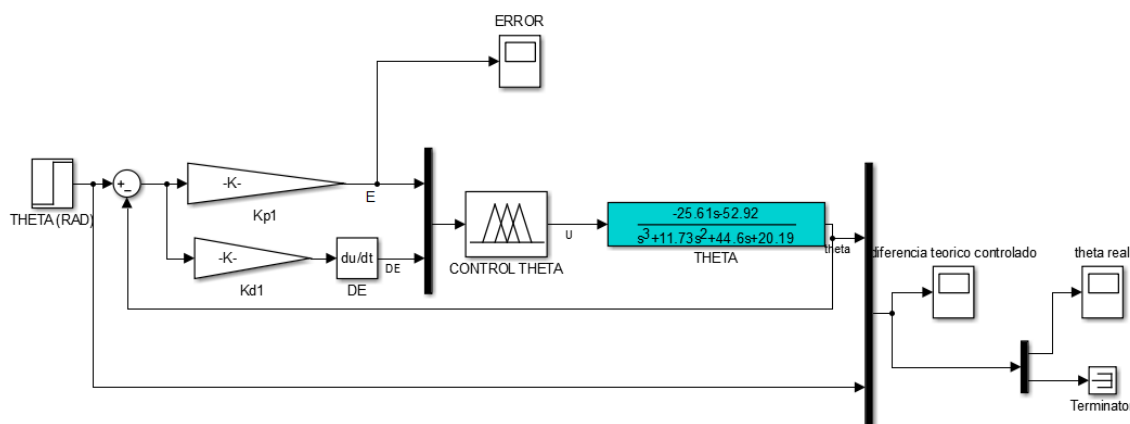 ERROR
THETA (RAD)
+
−
-K-
Kp1
E
-K-
Kd1
du/dt
DE
DE
CONTROL THETA
U
-25.61s-52.92
s3+11.73s2+44.6s+20.19
THETA
theta
diferencia teorico controlado
theta real
Terminator